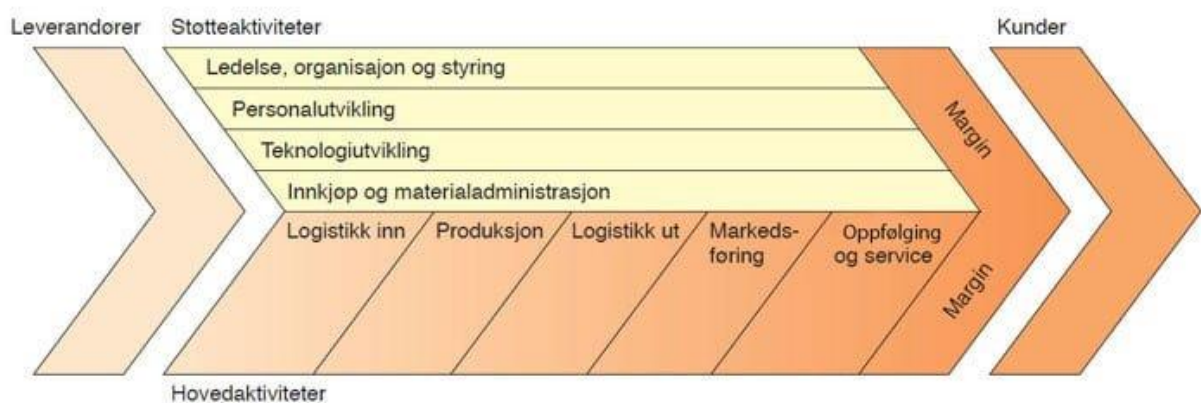 Leverandører
Støtteaktiviteter
Kunder
Ledelse, organisajon og styring
Personalutvikling
Teknologiutvikling
Innkjøp og materialadministrasjon
Margin
Logistikk inn
Produksjon
Logistikk ut
Markeds-
føring
Oppfølging
og service
Margin
Hovedaktiviteter